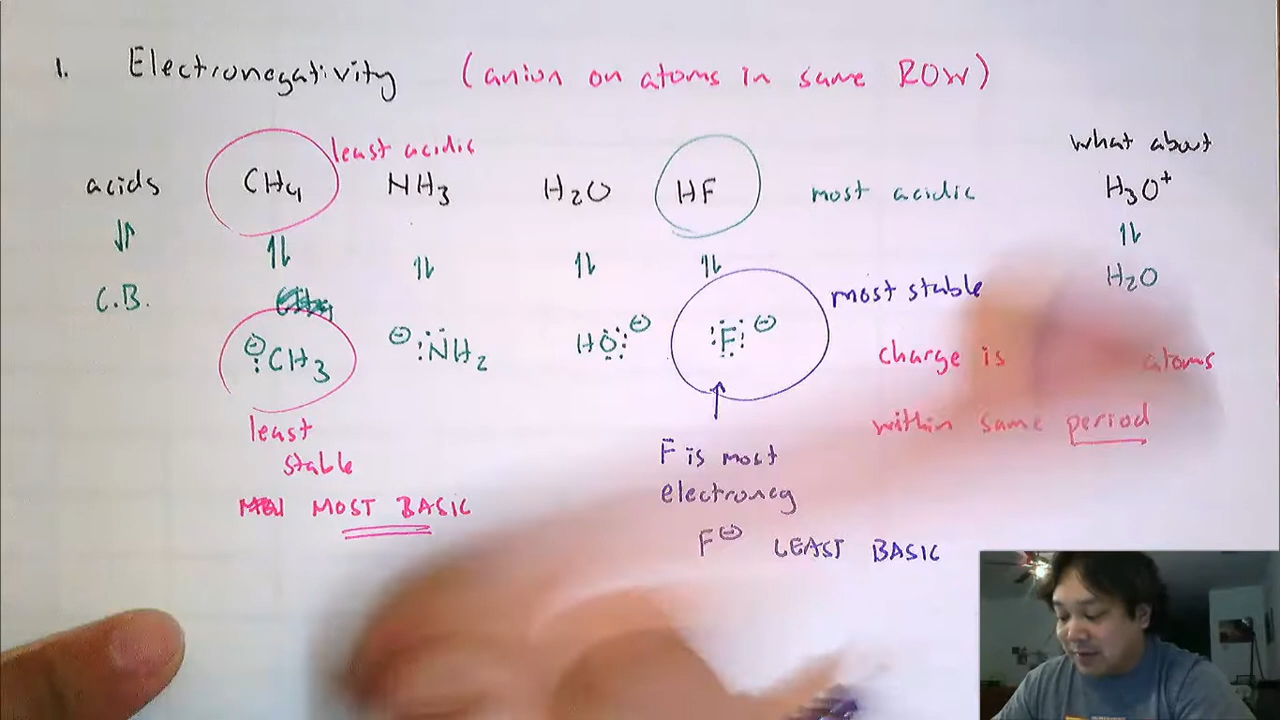 1. Electronegativity (anion on atoms in same ROW)
least acidic
what about
acids CH4 NH3 H2O HF most acidic H3O+
⇌ ⇌ ⇌ ⇌ ⇌ ⇌
C.B. most stable H2O
⊖:CH3 ⊖:NH2 HO:⊖ :F:⊖
charge is atoms
least within same period
stable F is most
MOST BASIC electroneg
F⊖ LEAST BASIC